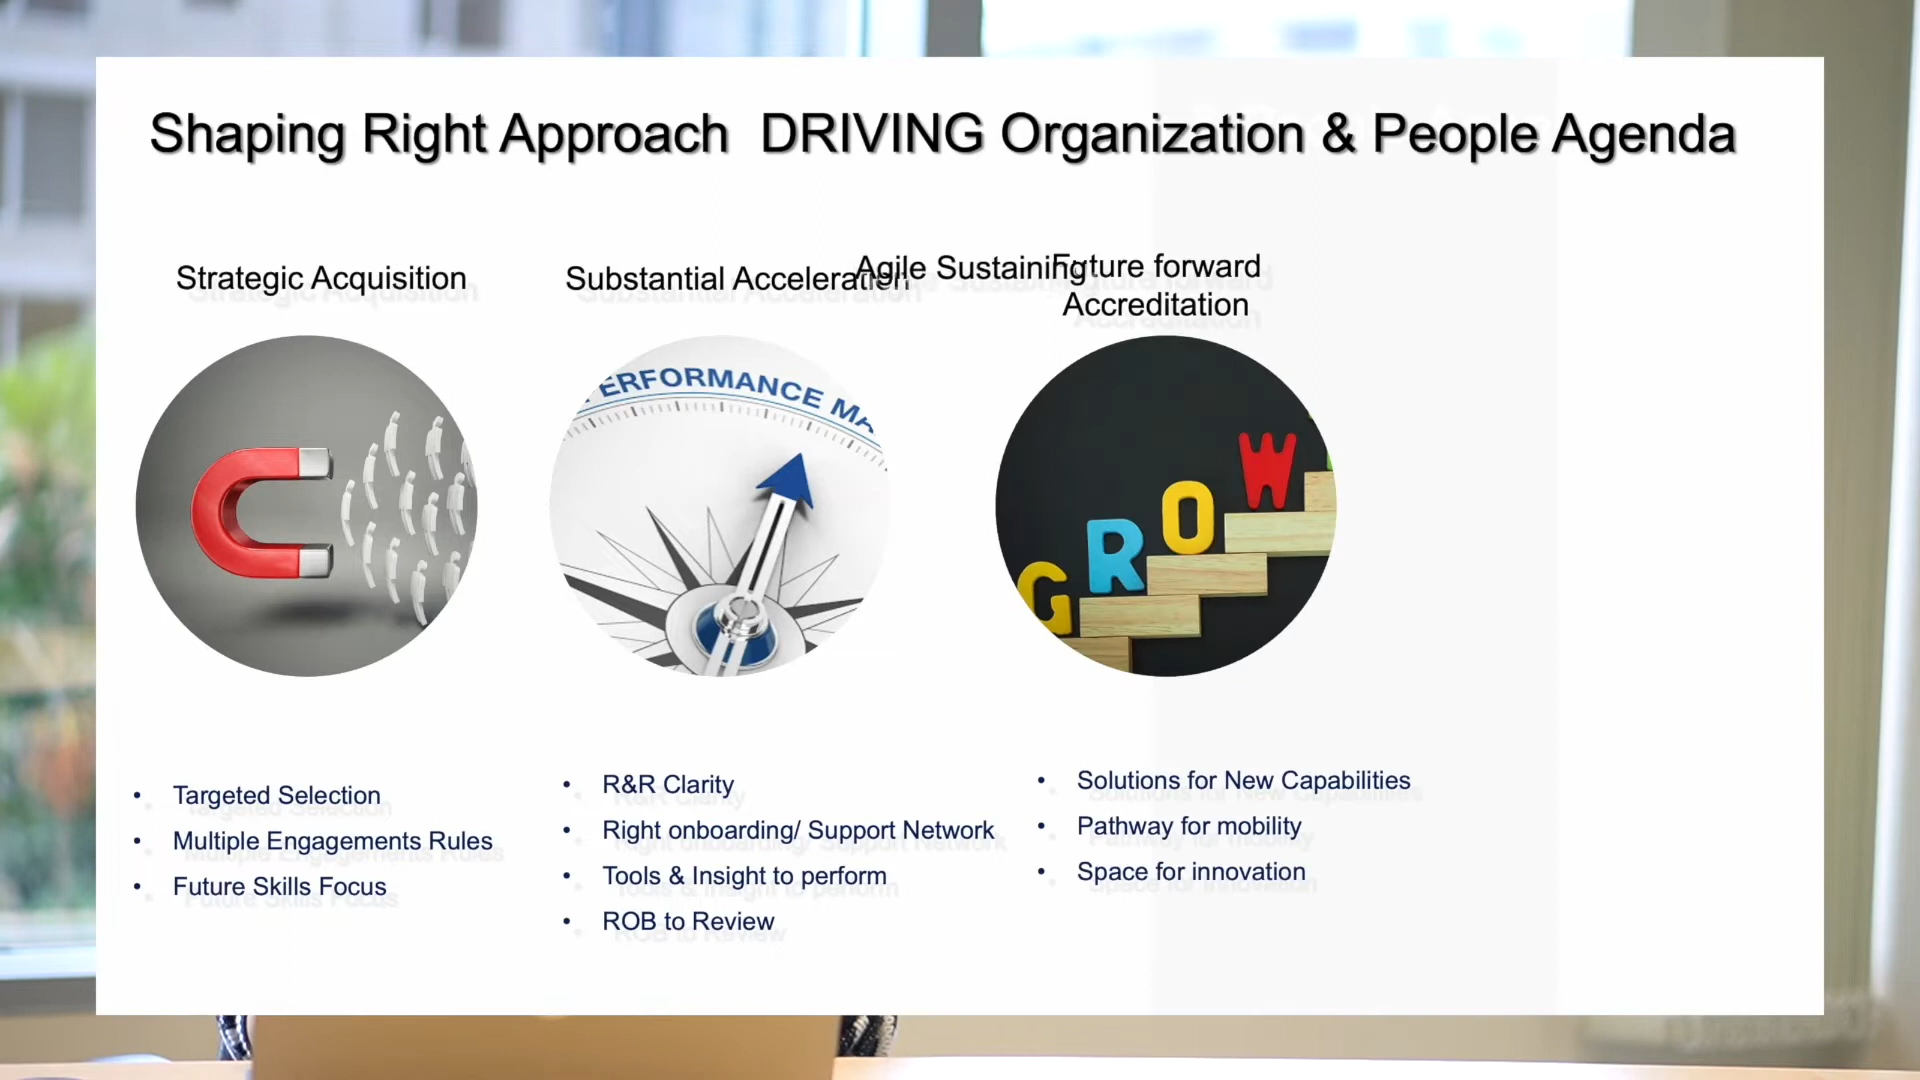 Shaping Right Approach  DRIVING Organization & People Agenda
Strategic Acquisition
Substantial Acceleration
Agile Sustaining
Future forward
Accreditation
ERFORMANCE MA
GROW
• Targeted Selection
• Multiple Engagements Rules
• Future Skills Focus
• R&R Clarity
• Right onboarding/ Support Network
• Tools & Insight to perform
• ROB to Review
• Solutions for New Capabilities
• Pathway for mobility
• Space for innovation